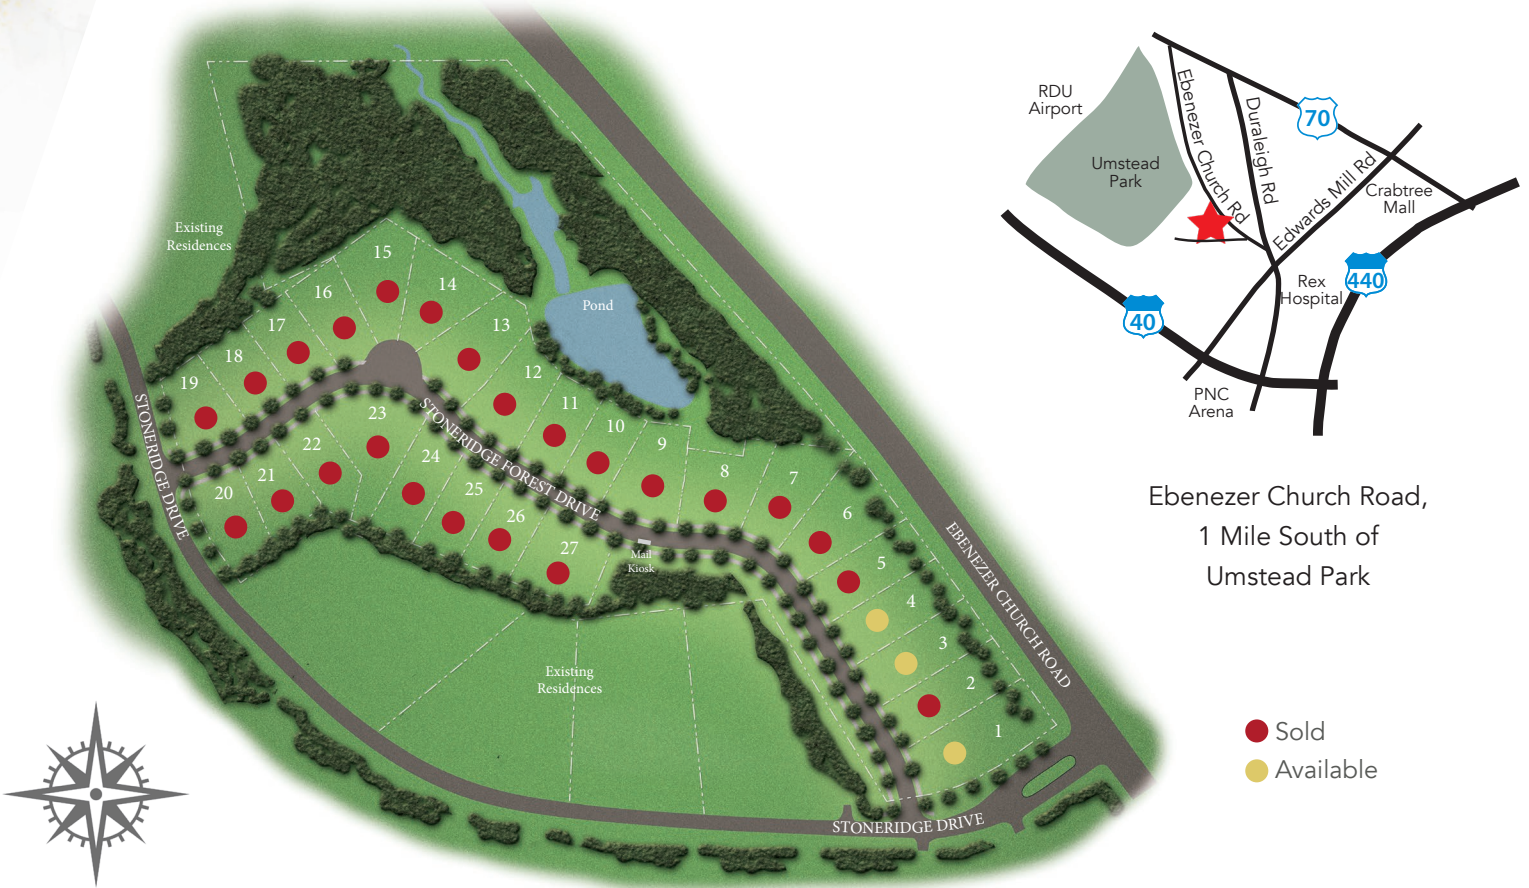 Existing
Residences
15
16
14
17
13
18
12
19
11
10
9
8
7
6
5
4
3
2
1
23
22
24
21
25
20
26
27
Pond
Mail
Kiosk
STONERIDGE FOREST DRIVE
STONERIDGE DRIVE
EBENEZER CHURCH ROAD
Existing
Residences
STONERIDGE DRIVE
RDU
Airport
Umstead
Park
Ebenezer Church Rd
Duraleigh Rd
70
Edwards Mill Rd
Crabtree
Mall
Rex
Hospital
440
40
PNC
Arena
Ebenezer Church Road,
1 Mile South of
Umstead Park
Sold
Available